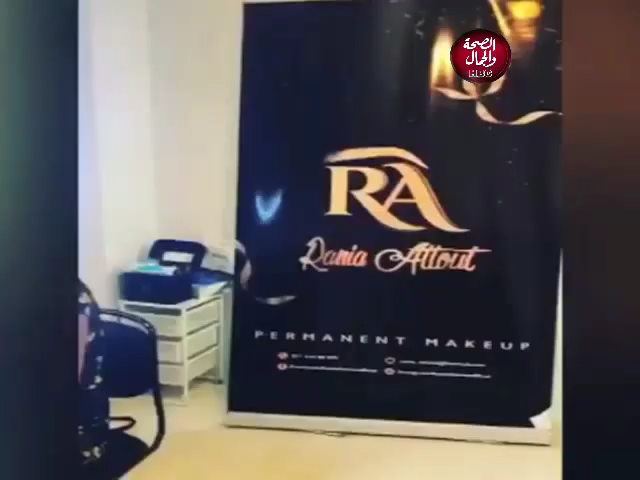 الصحة
والجمال
HBC
RA
Rania Attout
PERMANENT MAKEUP